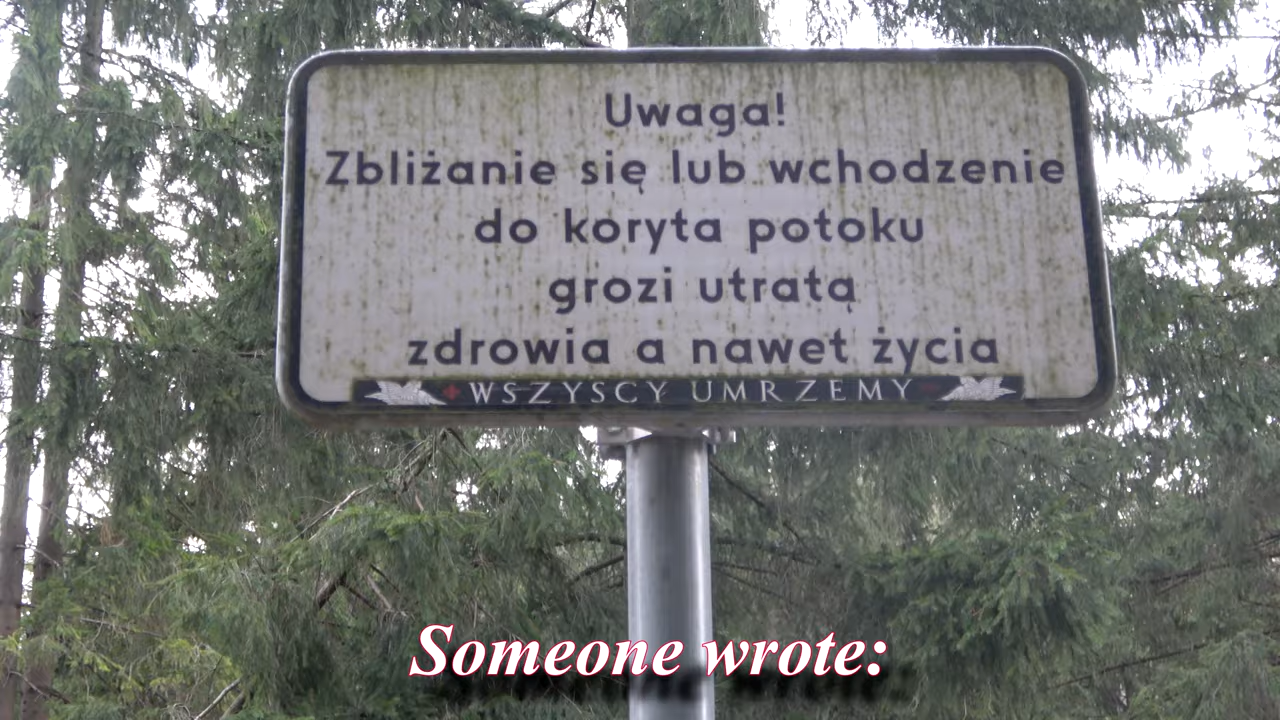 Uwaga!
Zbliżanie się lub wchodzenie
do koryta potoku
grozi utratą
zdrowia a nawet życia
WSZYSCY UMRZEMY
Someone wrote: